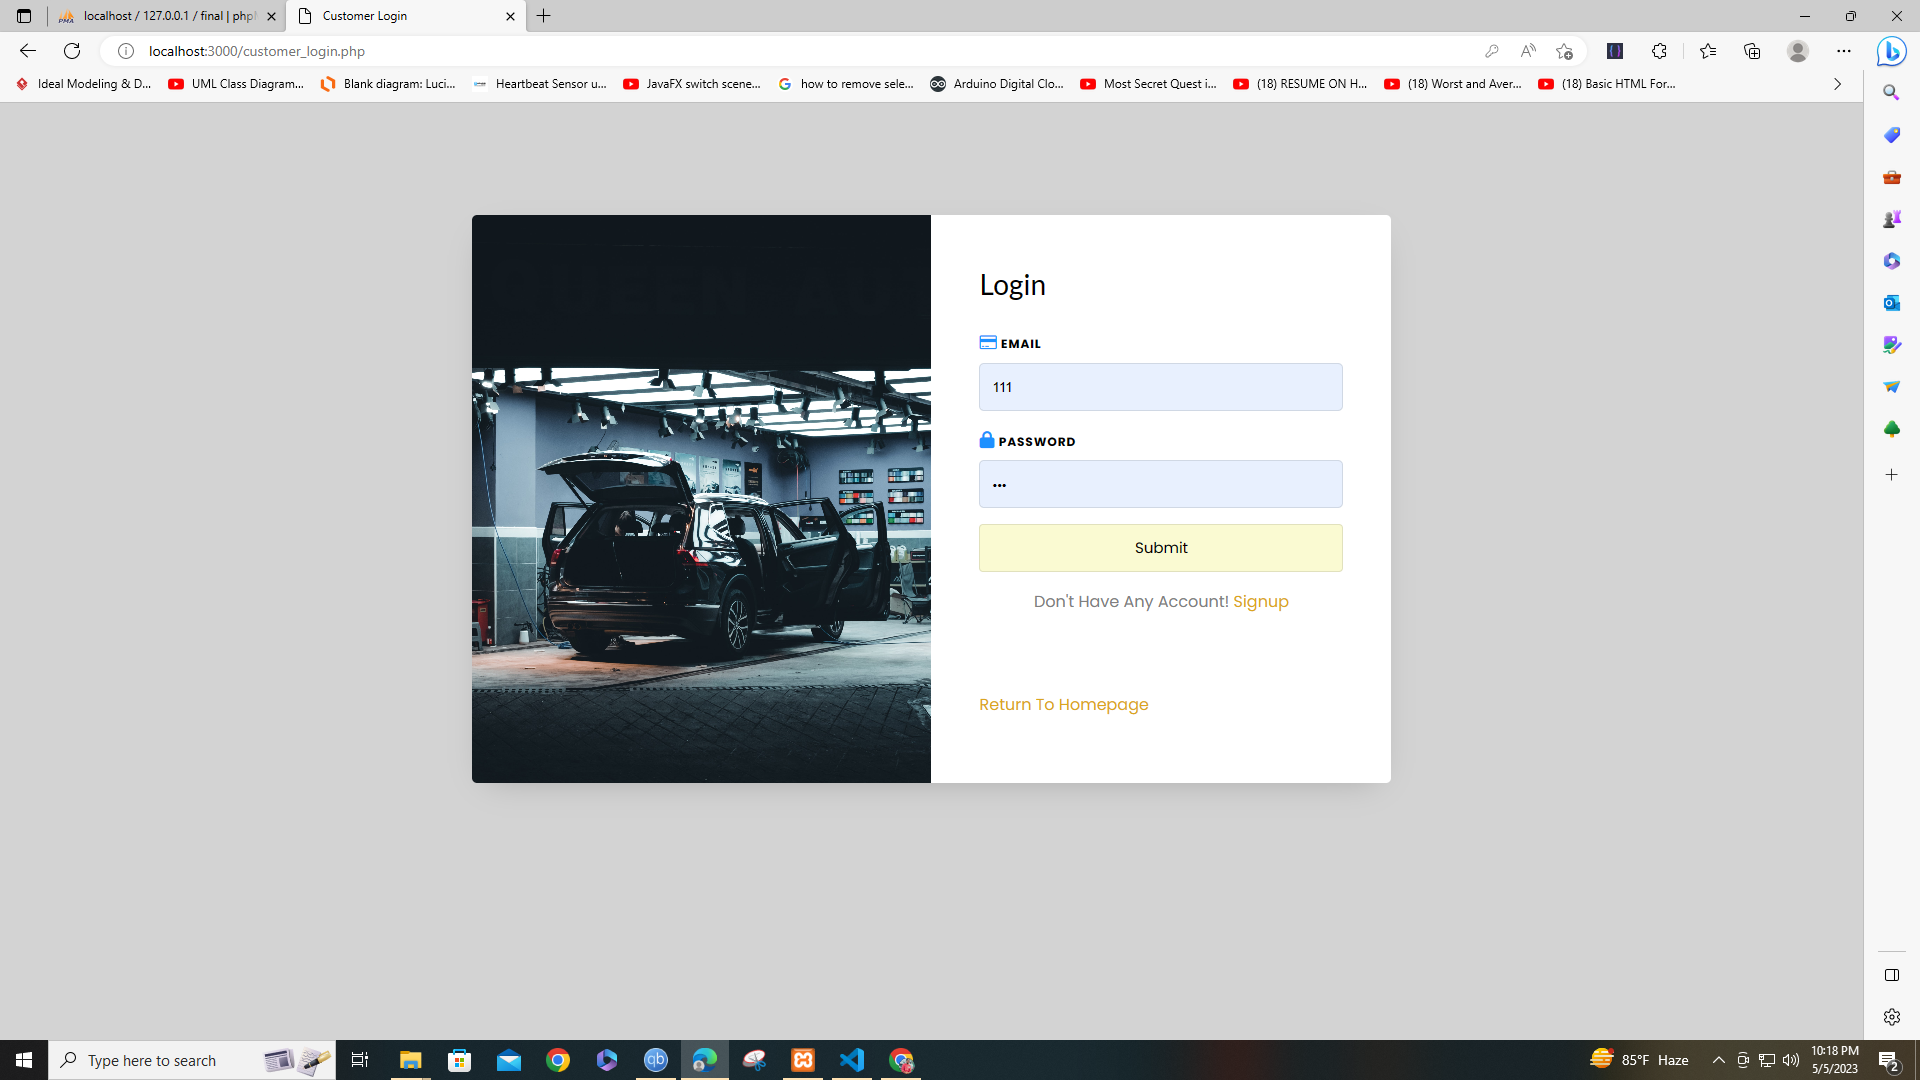 localhost / 127.0.0.1 / final | php
Customer Login
localhost:3000/customer_login.php
Ideal Modeling & D...
UML Class Diagram...
Blank diagram: Luci...
Heartbeat Sensor u...
JavaFX switch scene...
how to remove sele...
Arduino Digital Clo...
Most Secret Quest i...
(18) RESUME ON H...
(18) Worst and Aver...
(18) Basic HTML For...
Login
EMAIL
111
PASSWORD
•••
Submit
Don't Have Any Account! Signup
Return To Homepage
Type here to search
85°F Haze
10:18 PM
5/5/2023
2